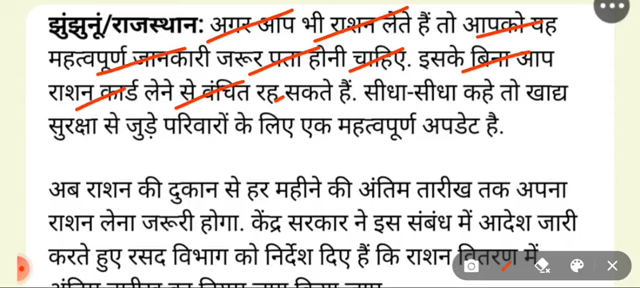 झुंझुनूं/राजस्थान: अगर आप भी राशन लेते हैं तो आपको यह
महत्वपूर्ण जानकारी जरूर पता होनी चाहिए. इसके बिना आप
राशन कार्ड लेने से वंचित रह सकते हैं. सीधा-सीधा कहे तो खाद्य
सुरक्षा से जुड़े परिवारों के लिए एक महत्वपूर्ण अपडेट है.
अब राशन की दुकान से हर महीने की अंतिम तारीख तक अपना
राशन लेना जरूरी होगा. केंद्र सरकार ने इस संबंध में आदेश जारी
करते हुए रसद विभाग को निर्देश दिए हैं कि राशन वितरण में
अंतिम तारीख का नियम लागू किया जाए